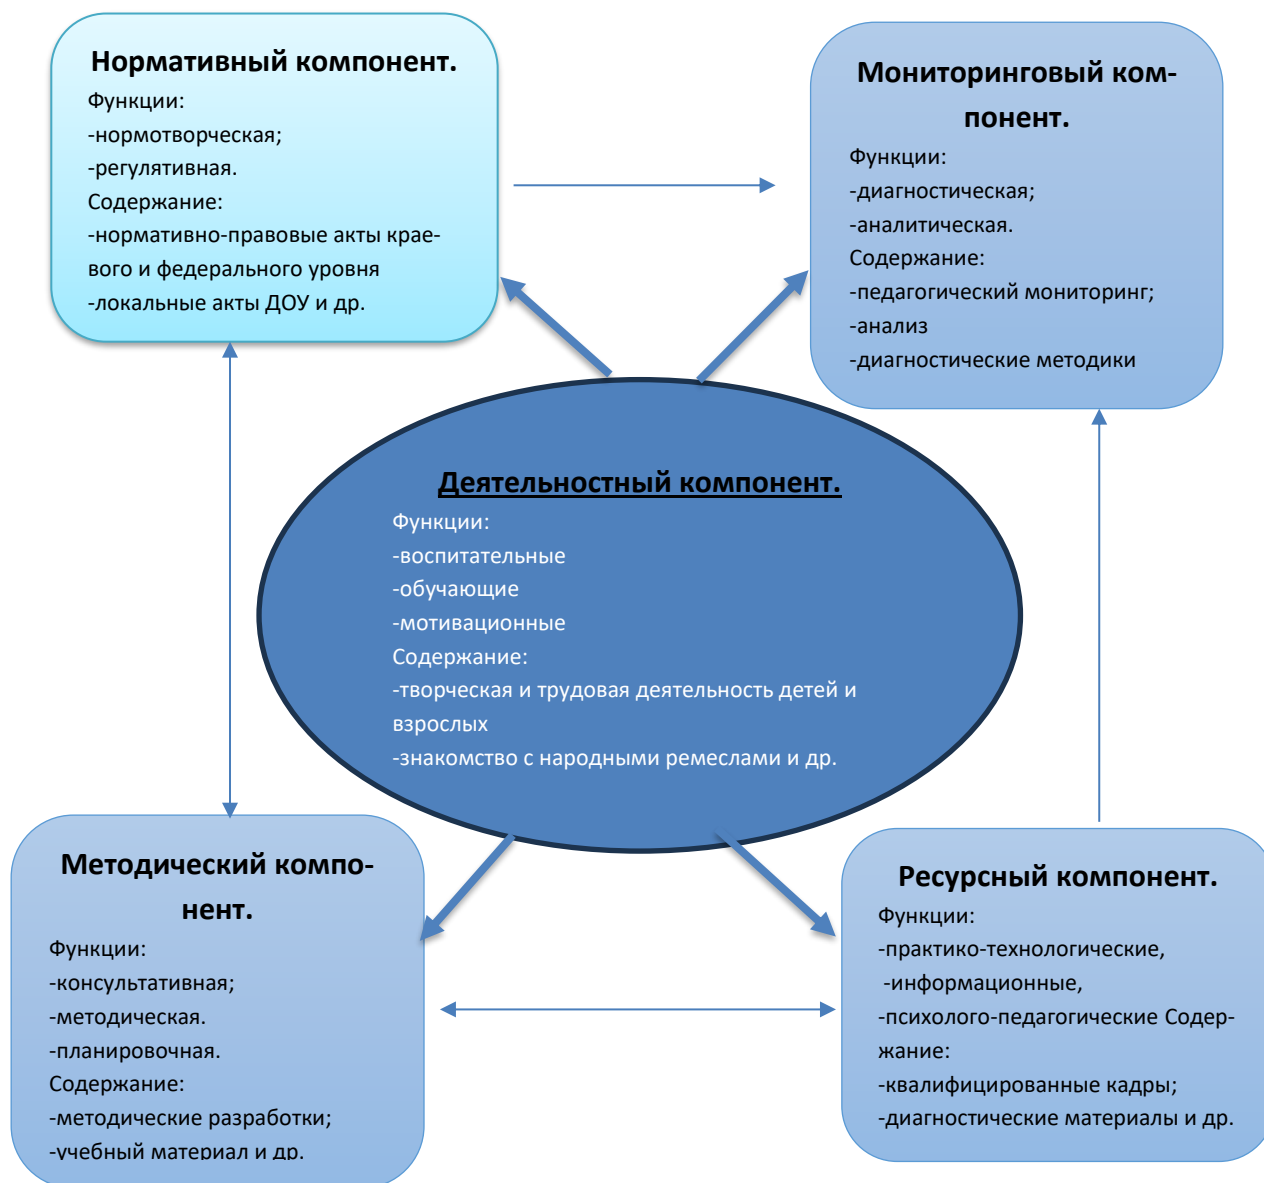 Нормативный компонент.
Функции:
-нормотворческая;
-регулятивная.
Содержание:
-нормативно-правовые акты крае-
вого и федерального уровня
-локальные акты ДОУ и др.
Мониторинговый ком-
понент.
Функции:
-диагностическая;
-аналитическая.
Содержание:
-педагогический мониторинг;
-анализ
-диагностические методики
Деятельностный компонент.
Функции:
-воспитательные
-обучающие
-мотивационные
Содержание:
-творческая и трудовая деятельность детей и
взрослых
-знакомство с народными ремеслами и др.
Методический компо-
нент.
Функции:
-консультативная;
-методическая.
-планировочная.
Содержание:
-методические разработки;
-учебный материал и др.
Ресурсный компонент.
Функции:
-практико-технологические,
-информационные,
-психолого-педагогические Содер-
жание:
-квалифицированные кадры;
-диагностические материалы и др.